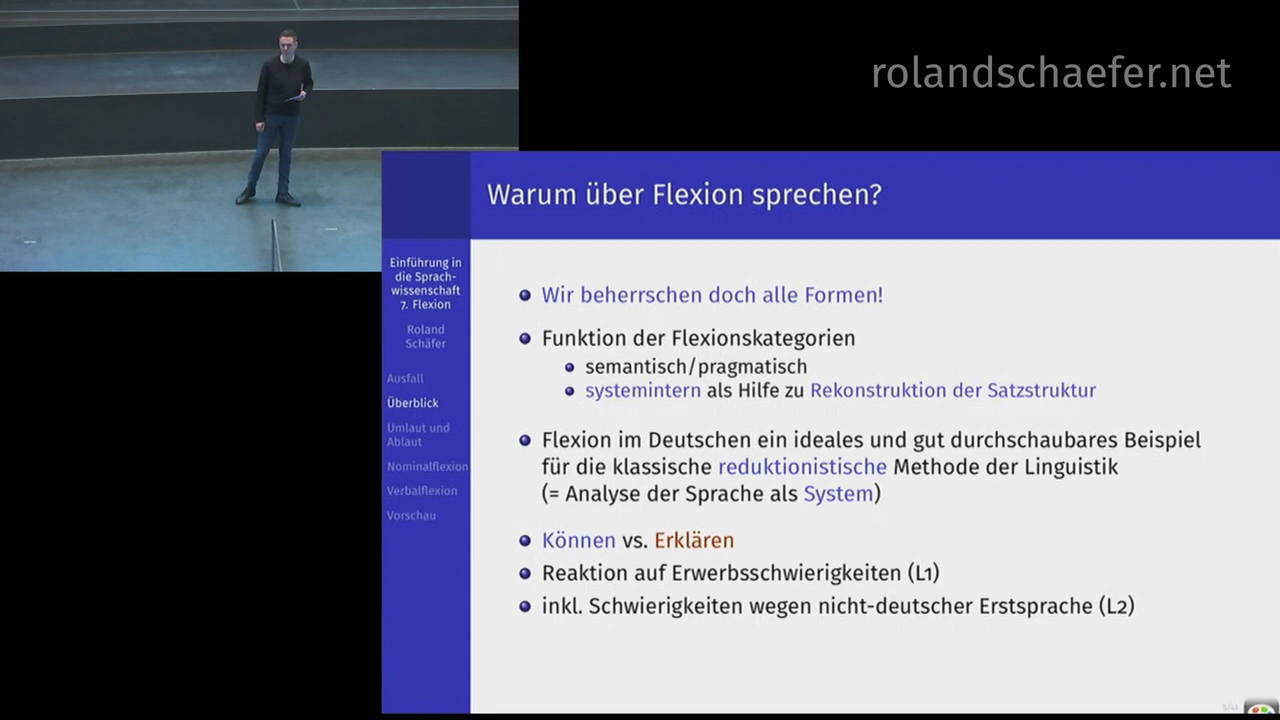 rolandschaefer.net
Warum über Flexion sprechen?
Einführung in
die Sprach-
wissenschaft
7. Flexion
Roland
Schäfer
Ausfall
Überblick
Umlaut und
Ablaut
Nominalflexion
Verbalflexion
Vorschau
Wir beherrschen doch alle Formen!
Funktion der Flexionskategorien
semantisch/pragmatisch
systemintern als Hilfe zu Rekonstruktion der Satzstruktur
Flexion im Deutschen ein ideales und gut durchschaubares Beispiel
für die klassische reduktionistische Methode der Linguistik
(= Analyse der Sprache als System)
Können vs. Erklären
Reaktion auf Erwerbsschwierigkeiten (L1)
inkl. Schwierigkeiten wegen nicht-deutscher Erstsprache (L2)